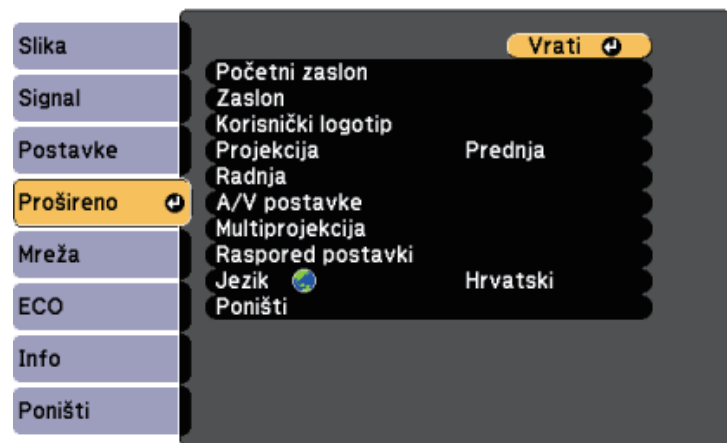 Slika
Signal
Postavke
Prošireno
Mreža
ECO
Info
Poništi
Vrati
Početni zaslon
Zaslon
Korisnički logotip
Projekcija Prednja
Radnja
A/V postavke
Multiprojekcija
Raspored postavki
Jezik Hrvatski
Poništi